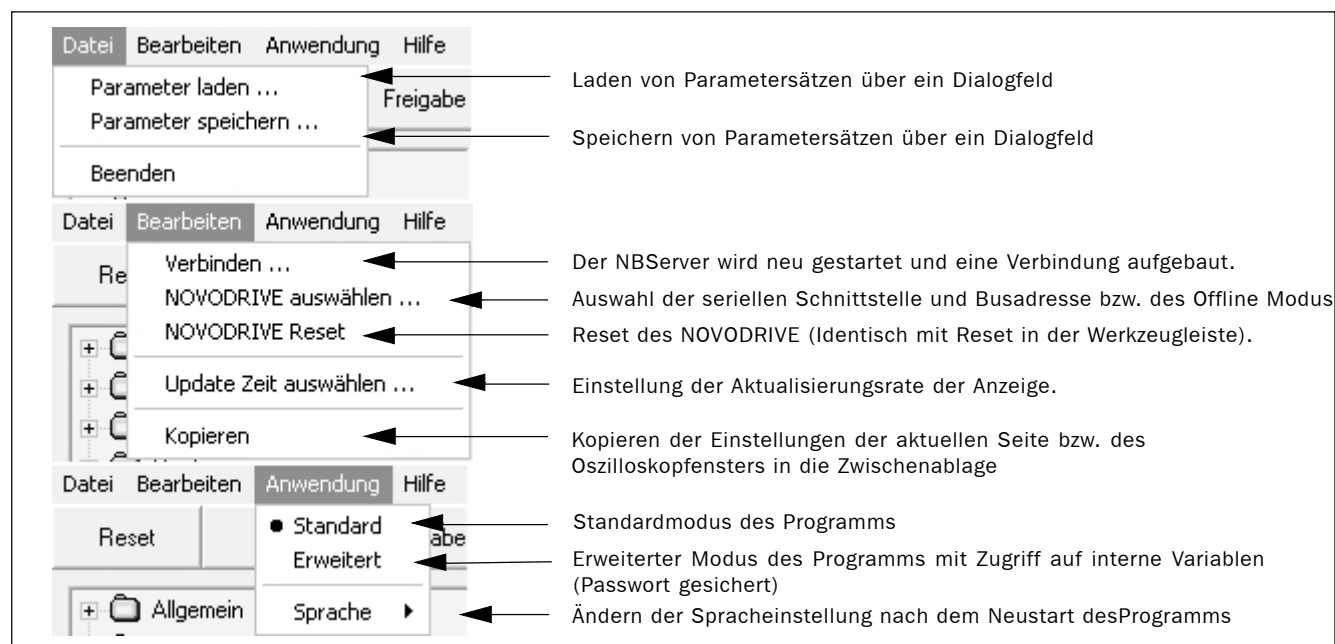 Datei Bearbeiten Anwendung Hilfe
Parameter laden ... Laden von Parametersätzen über ein Dialogfeld
Freigabe
Parameter speichern ... Speichern von Parametersätzen über ein Dialogfeld
Beenden
Datei Bearbeiten Anwendung Hilfe
Re Verbinden ... Der NBServer wird neu gestartet und eine Verbindung aufgebaut.
NOVODRIVE auswählen ... Auswahl der seriellen Schnittstelle und Busadresse bzw. des Offline Modus
NOVODRIVE Reset Reset des NOVODRIVE (Identisch mit Reset in der Werkzeugleiste).
Update Zeit auswählen ... Einstellung der Aktualisierungsrate der Anzeige.
Kopieren Kopieren der Einstellungen der aktuellen Seite bzw. des
Oszilloskopfensters in die Zwischenablage
Datei Bearbeiten Anwendung Hilfe
Reset Standard abe Standardmodus des Programms
Erweitert Erweiterter Modus des Programms mit Zugriff auf interne Variablen
(Passwort gesichert)
Allgemein Sprache Ändern der Spracheinstellung nach dem Neustart desProgramms